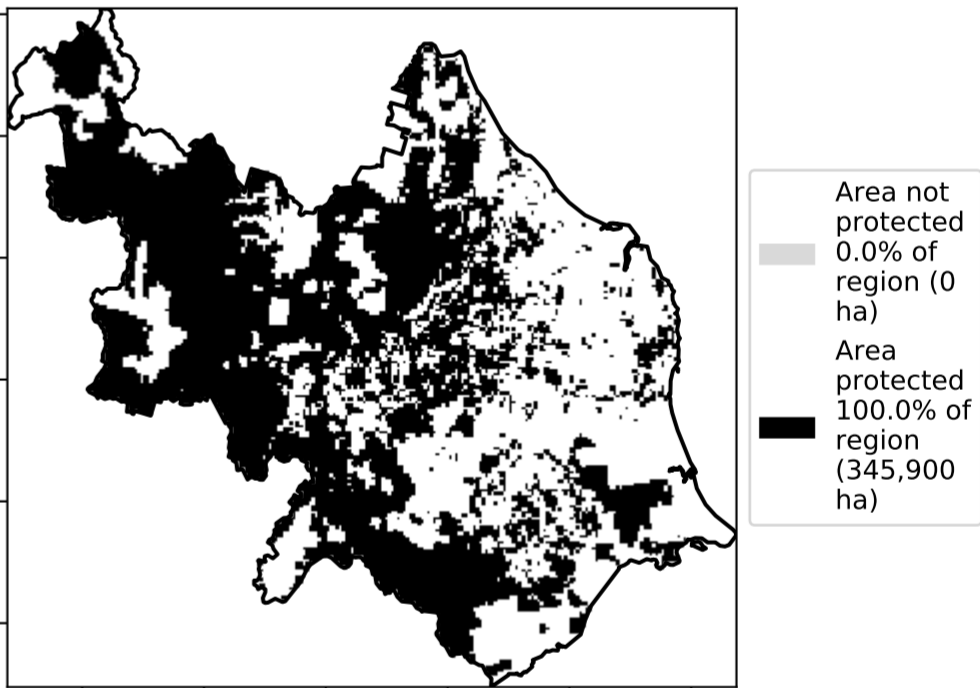 Area not
protected
0.0% of
region (0
ha)
Area
protected
100.0% of
region
(345,900
ha)